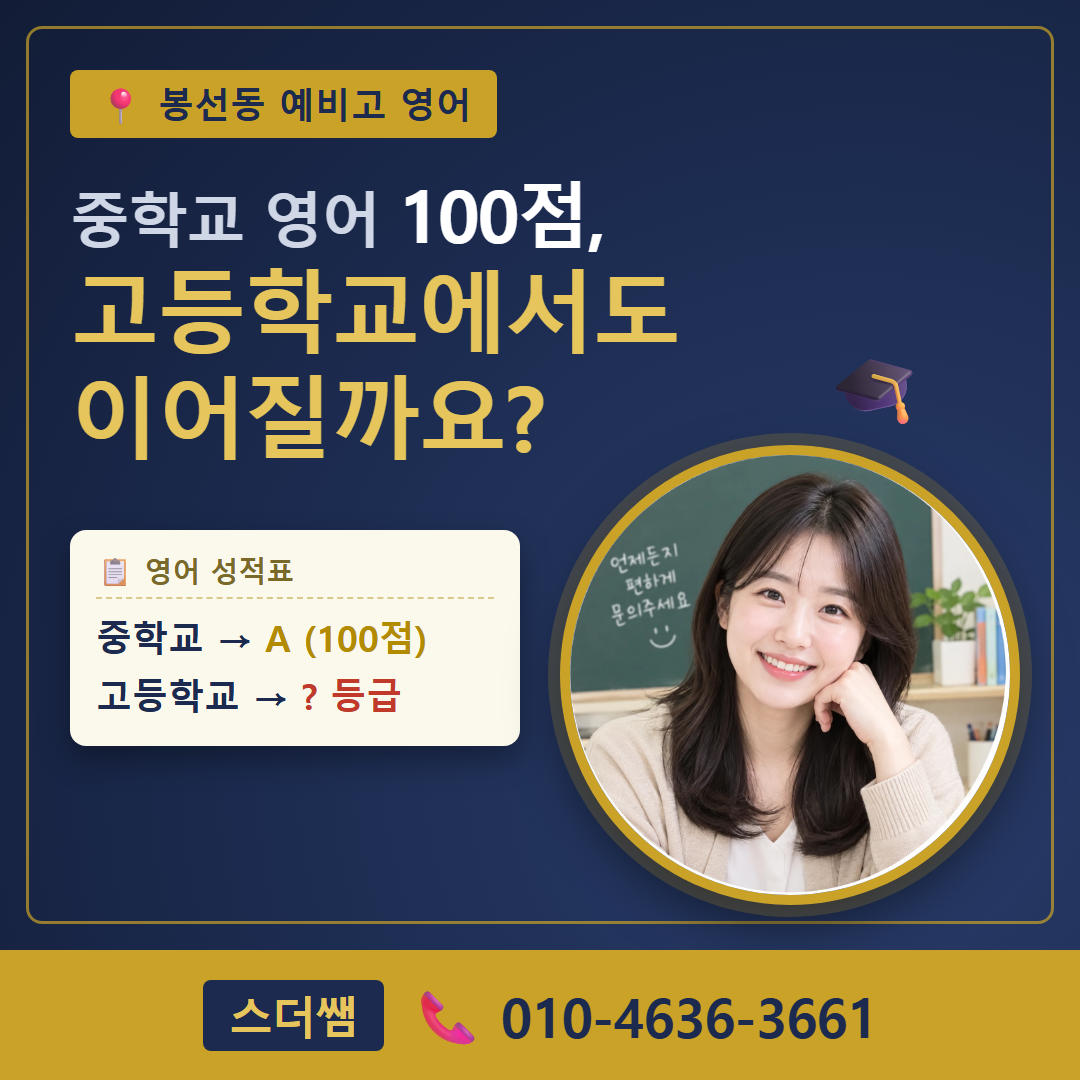 봉선동 예비고 영어
중학교 영어 100점,
고등학교에서도
이어질까요?
영어 성적표
중학교 → A (100점)
고등학교 → ? 등급
언제든지
편하게
문의주세요
스더쌤 010-4636-3661